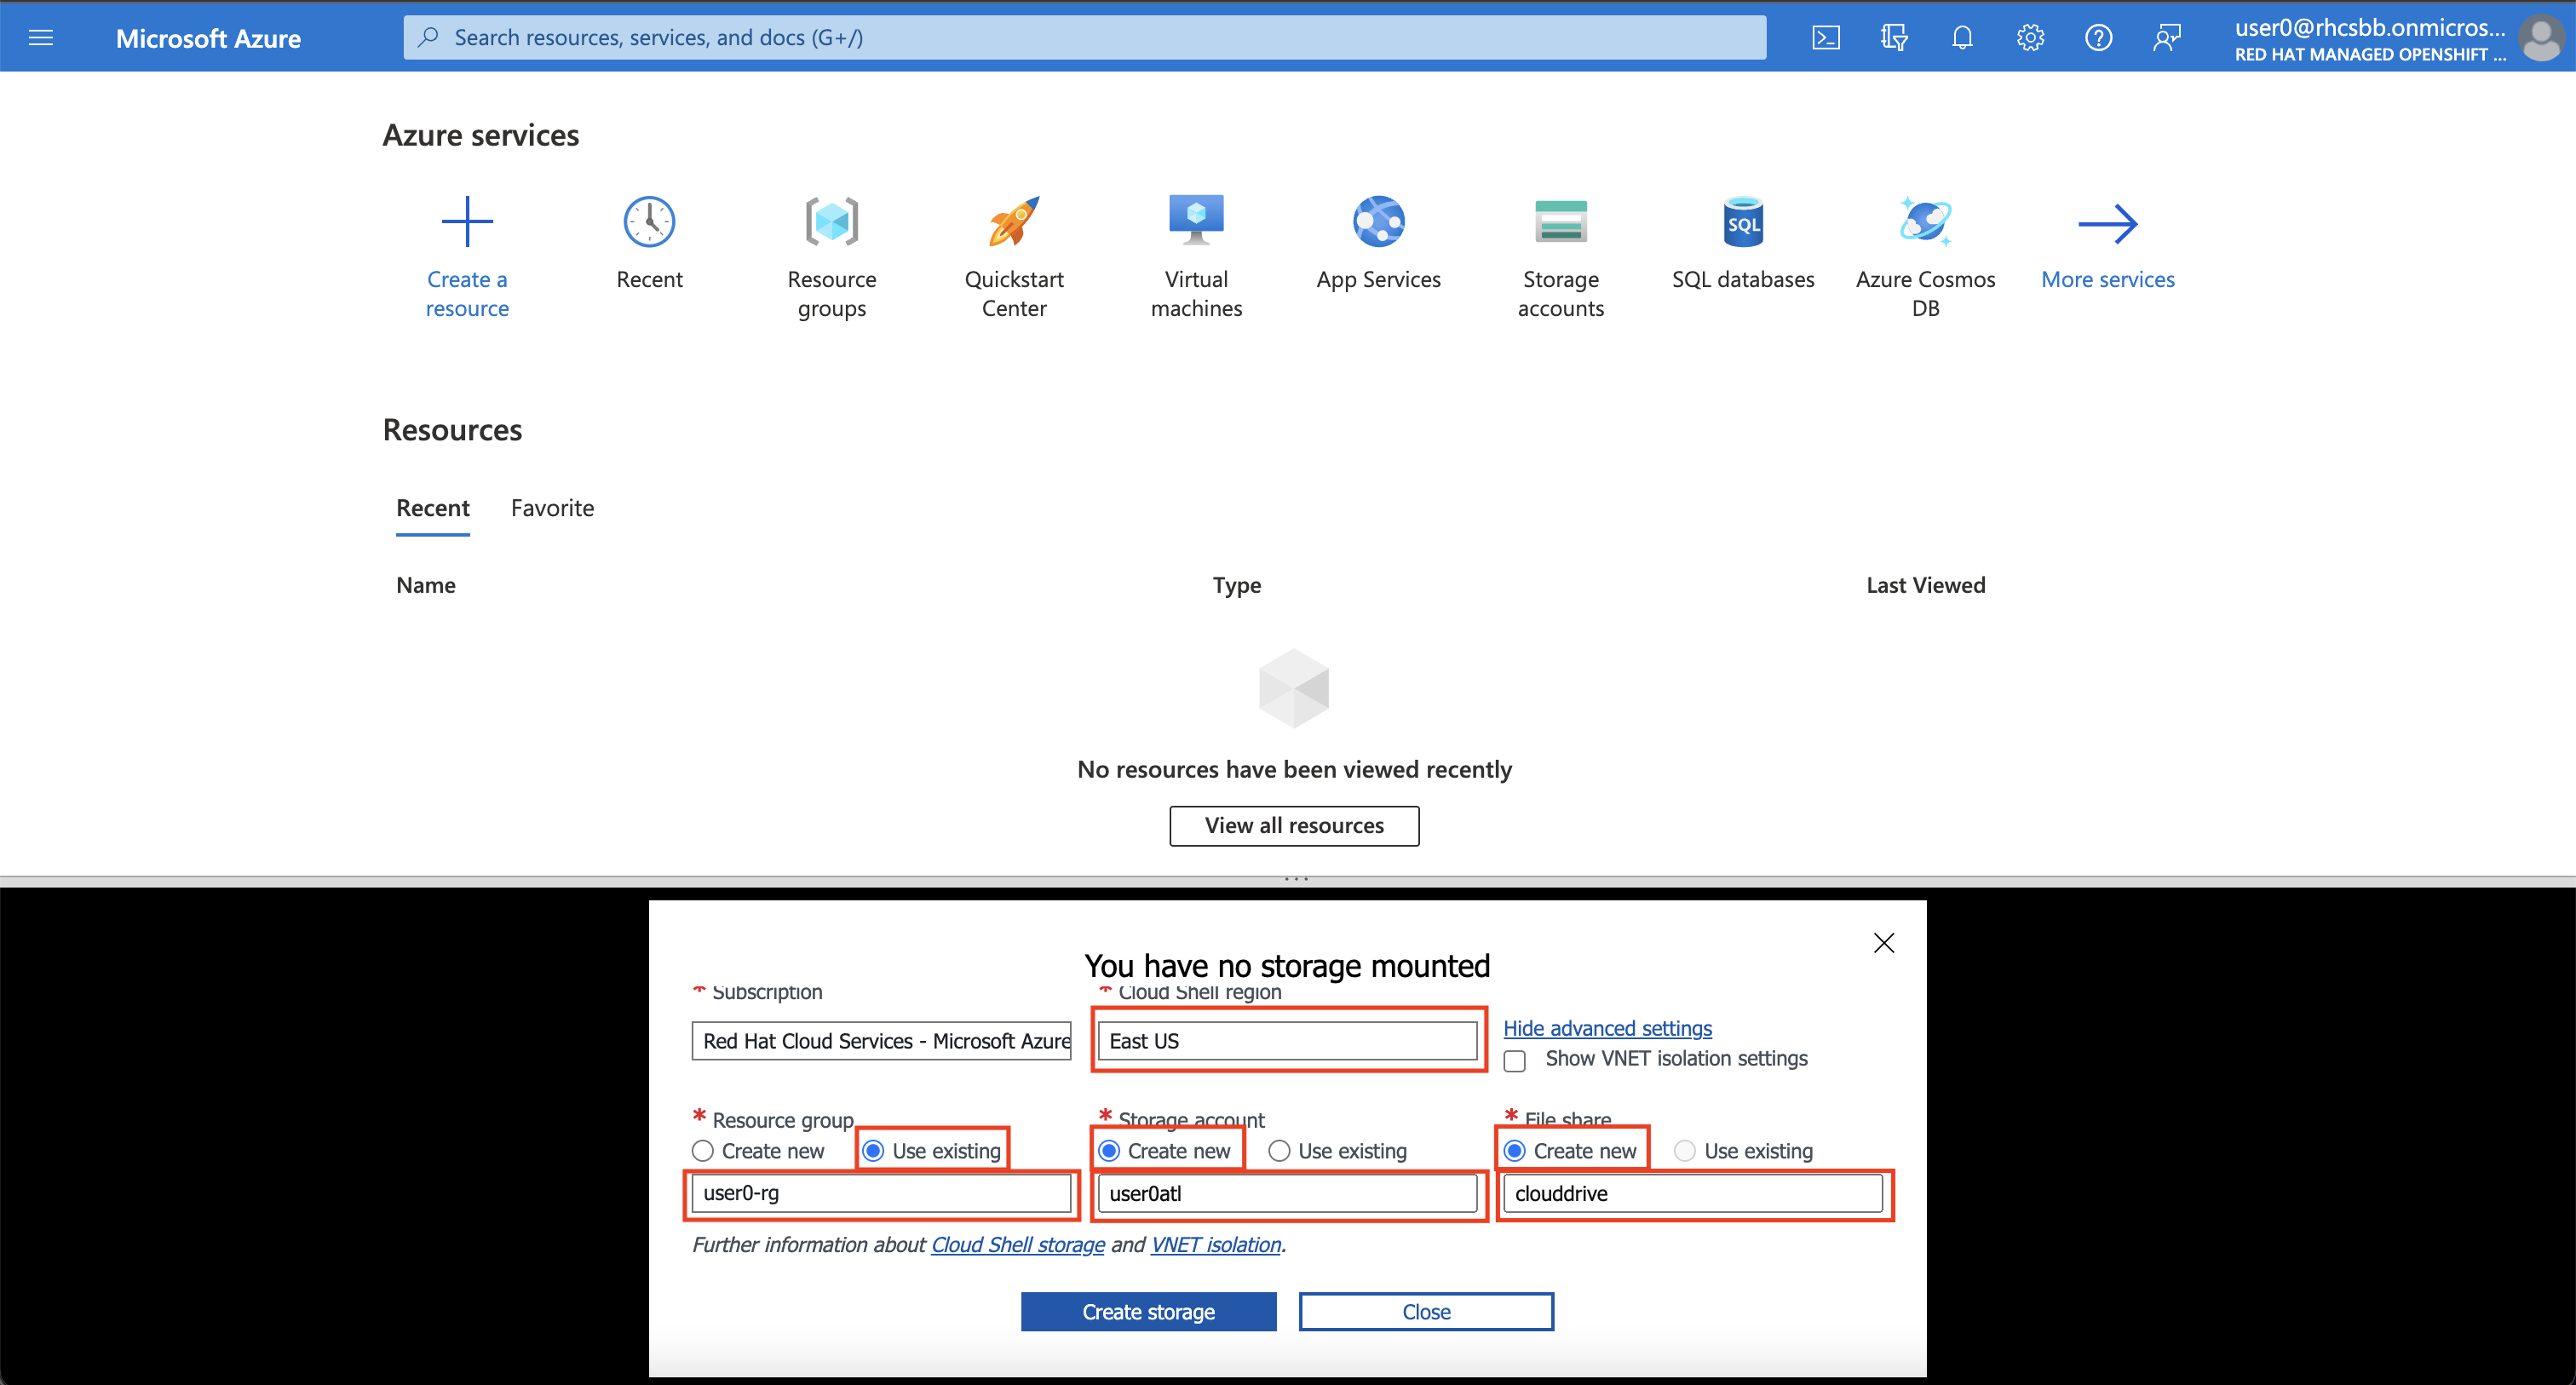 Microsoft Azure
Search resources, services, and docs (G+/)
user0@rhcsbb.onmicros...
RED HAT MANAGED OPENSHIFT ...
Azure services
Create a
resource
Recent
Resource
groups
Quickstart
Center
Virtual
machines
App Services
Storage
accounts
SQL
SQL databases
Azure Cosmos
DB
More services
Resources
Recent
Favorite
Name
Type
Last Viewed
No resources have been viewed recently
View all resources
You have no storage mounted
* Subscription
* Cloud Shell region
Red Hat Cloud Services - Microsoft Azure
East US
Hide advanced settings
Show VNET isolation settings
* Resource group
Create new
Use existing
user0-rg
* Storage account
Create new
Use existing
user0atl
* File share
Create new
Use existing
clouddrive
Further information about Cloud Shell storage and VNET isolation.
Create storage
Close